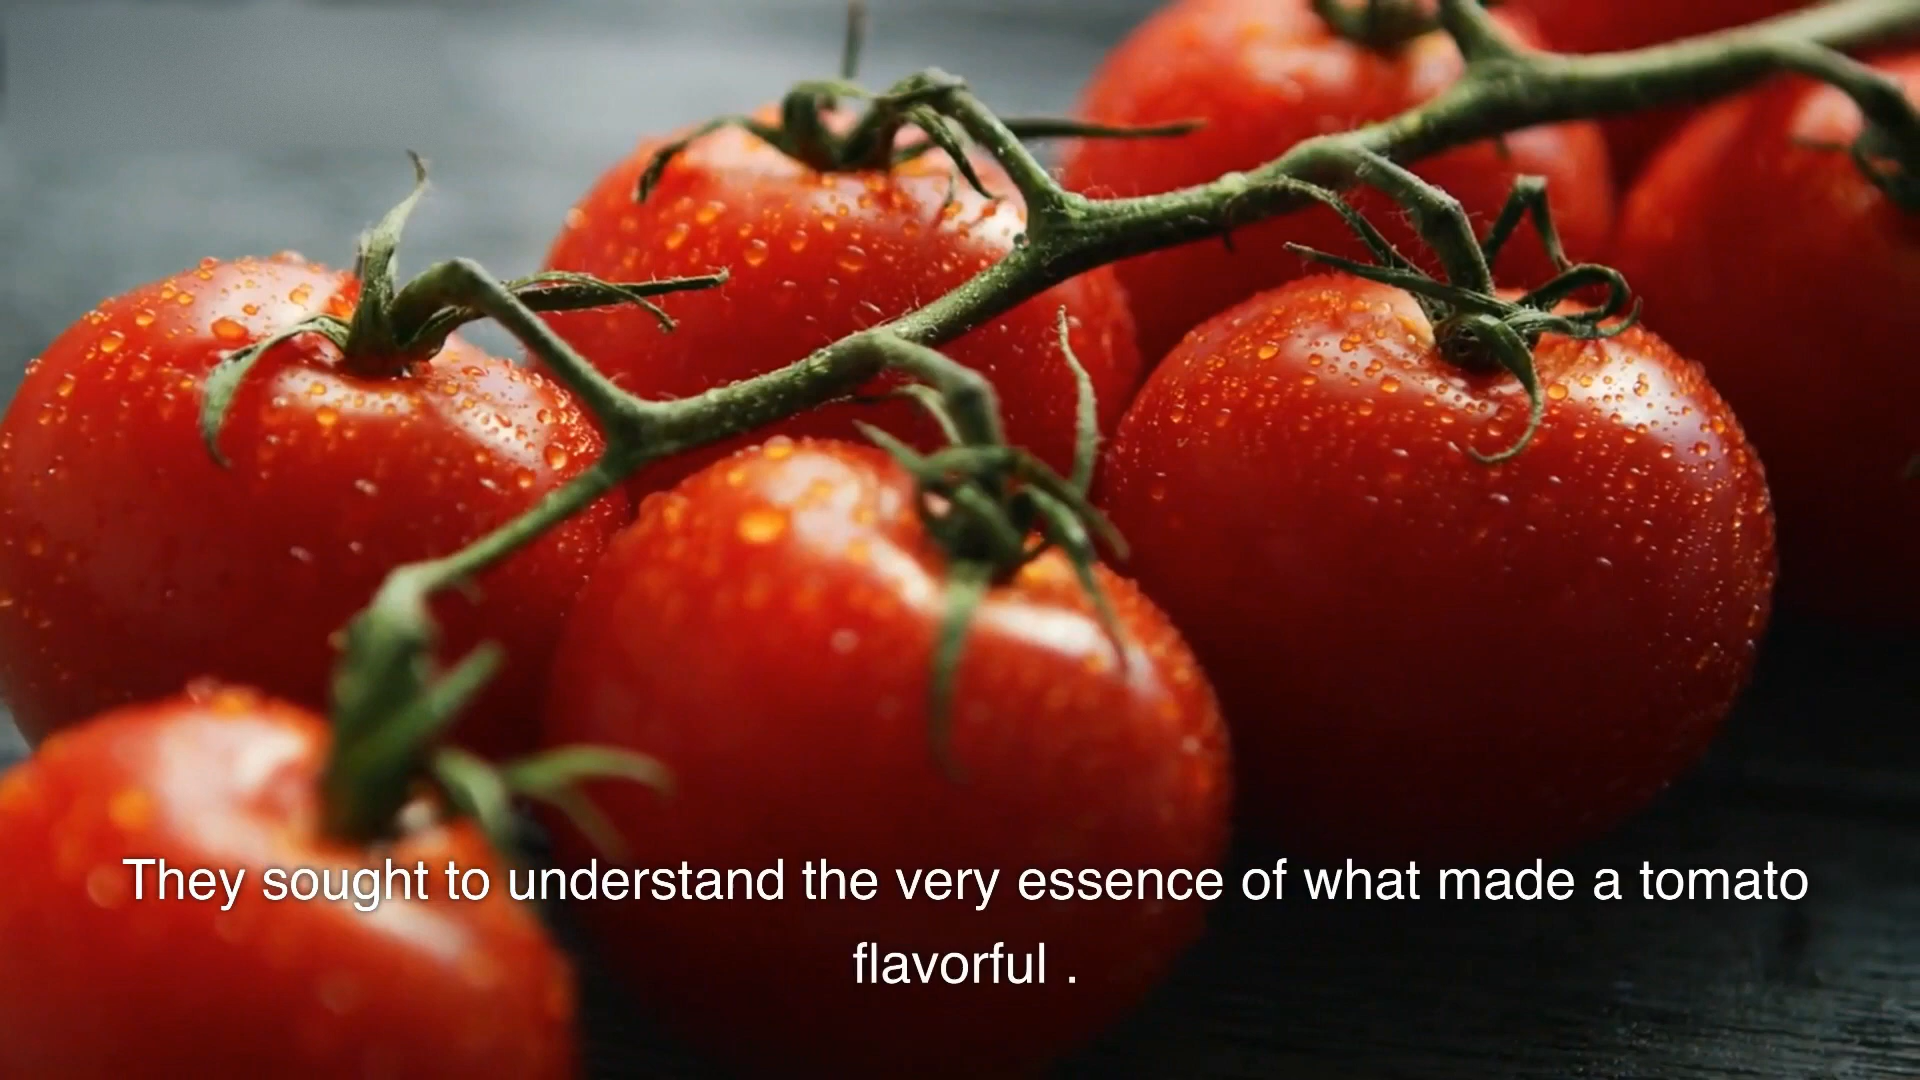 They sought to understand the very essence of what made a tomato
flavorful .